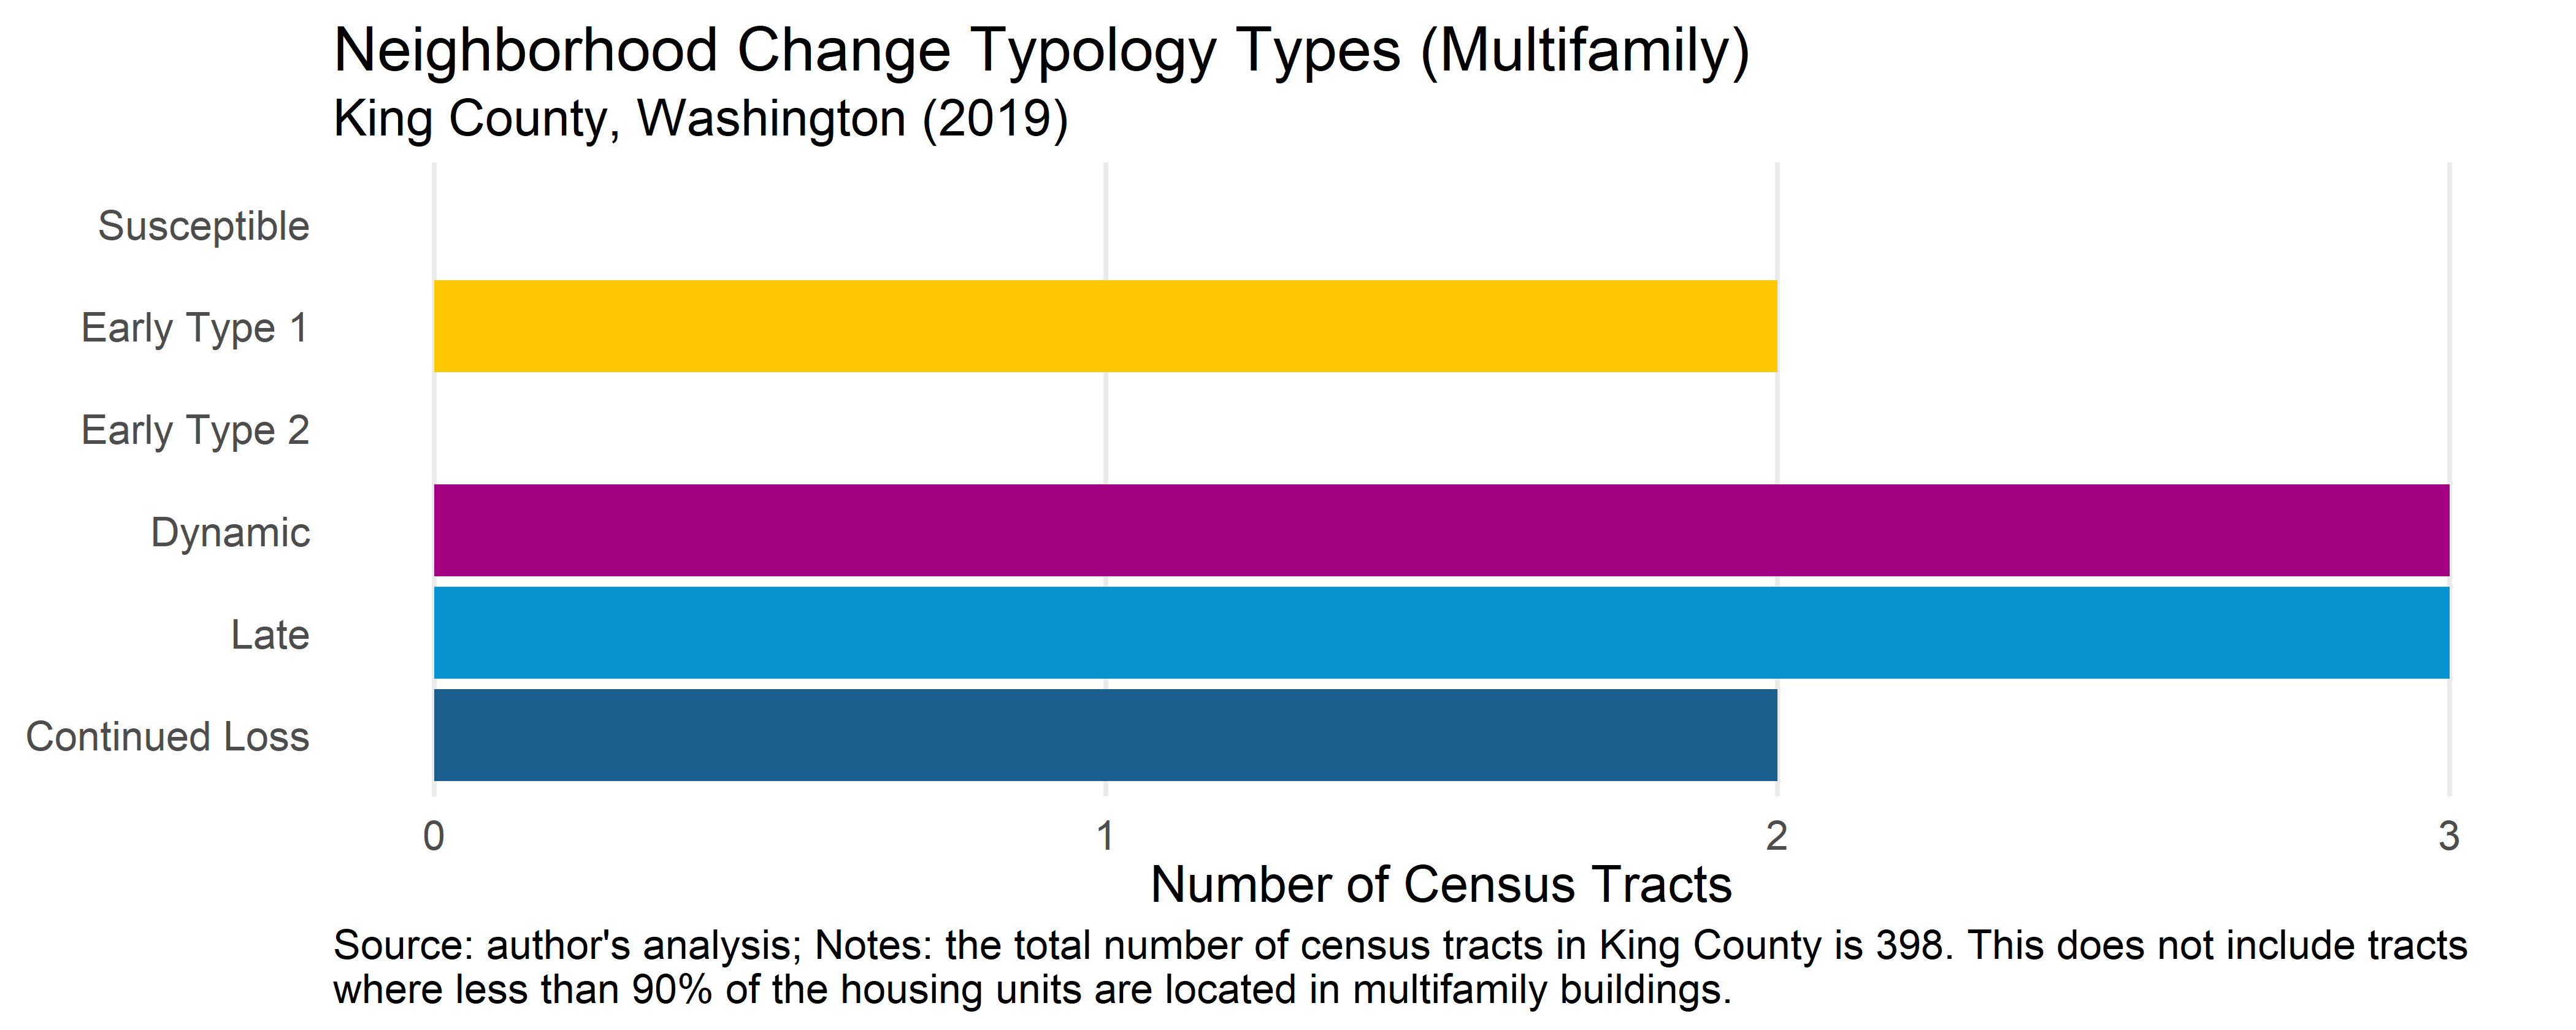 Neighborhood Change Typology Types (Multifamily)
King County, Washington (2019)
Susceptible
Early Type 1
Early Type 2
Dynamic
Late
Continued Loss
0 1 2 3
Number of Census Tracts
Source: author's analysis; Notes: the total number of census tracts in King County is 398. This does not include tracts
where less than 90% of the housing units are located in multifamily buildings.